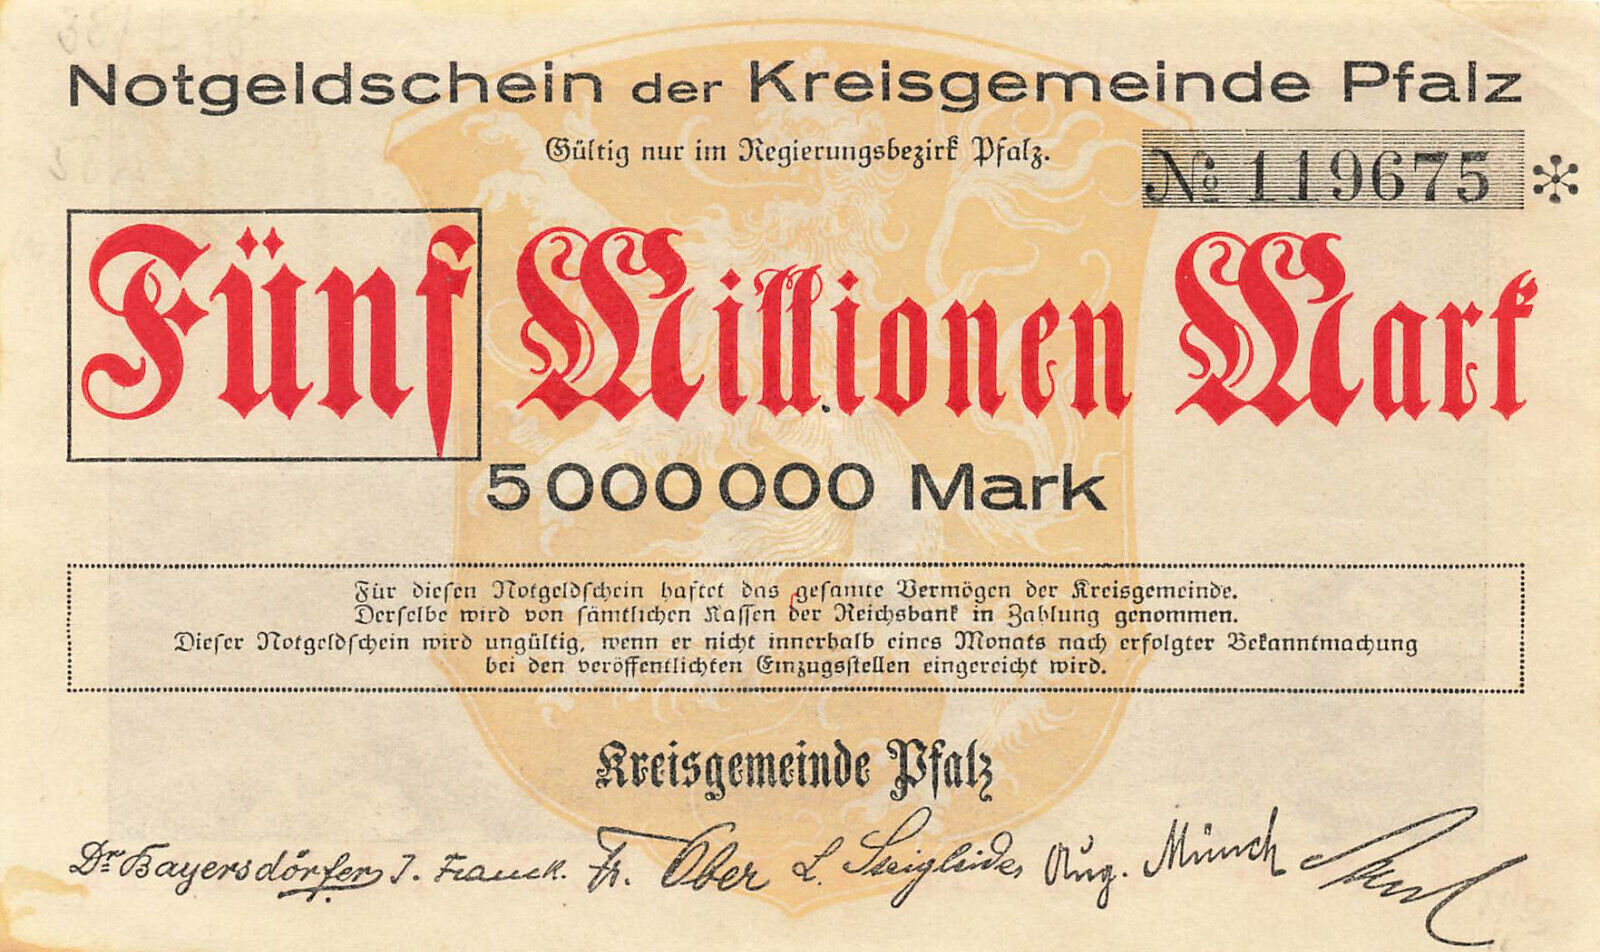 Notgeldschein der Kreisgemeinde Pfalz
Gültig nur im Regierungsbezirk Pfalz.
№ 119675 *
Fünf Millionen Mark
5000000 Mark
Für diesen Notgeldschein haftet das gesamte Vermögen der Kreisgemeinde.
Derselbe wird von sämtlichen Kassen der Reichsbank in Zahlung genommen.
Dieser Notgeldschein wird ungültig, wenn er nicht innerhalb eines Monats nach erfolgter Bekanntmachung
bei den veröffentlichten Einzugsstellen eingereicht wird.
Kreisgemeinde Pfalz
Dr Bayersdörfer J. Franck. Fr. Ober L. Aug. Münch